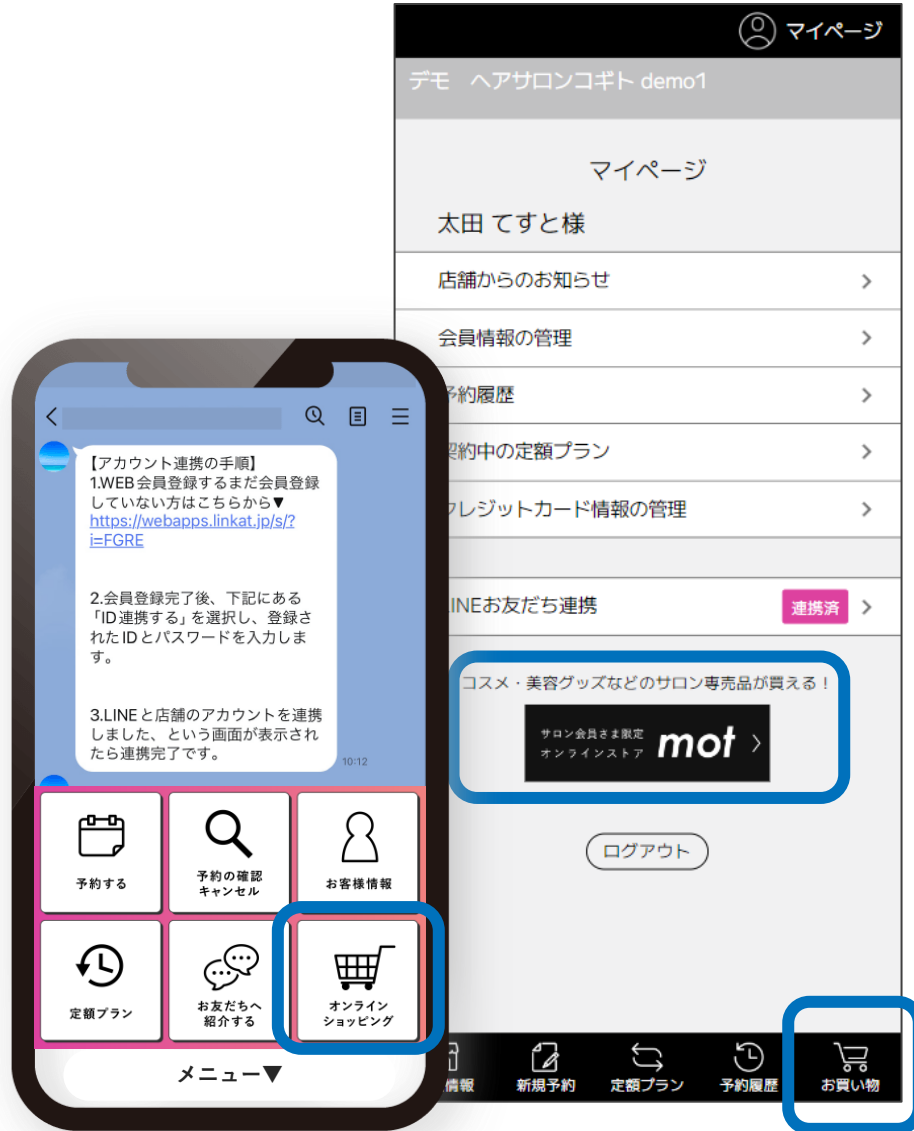 マイページ
デモ ヘアサロンコギト demo1
マイページ
太田 てすと様
店舗からのお知らせ
会員情報の管理
予約履歴
契約中の定額プラン
クレジットカード情報の管理
LINEお友だち連携
連携済
コスメ・美容グッズなどのサロン専売品が買える！
サロン会員さま限定
オンラインストア
mot
ログアウト
情報
新規予約
定額プラン
予約履歴
お買い物
【アカウント連携の手順】
1.WEB会員登録するまだ会員登録
していない方はこちらから▼
https://webapps.linkat.jp/s/?
i=FGRE
2.会員登録完了後、下記にある
「ID連携する」を選択し、登録さ
れたIDとパスワードを入力しま
す。
3.LINEと店舗のアカウントを連携
しました、という画面が表示され
たら連携完了です。
10:12
予約する
予約の確認
キャンセル
お客様情報
定額プラン
お友だちへ
紹介する
オンライン
ショッピング
メニュー▼